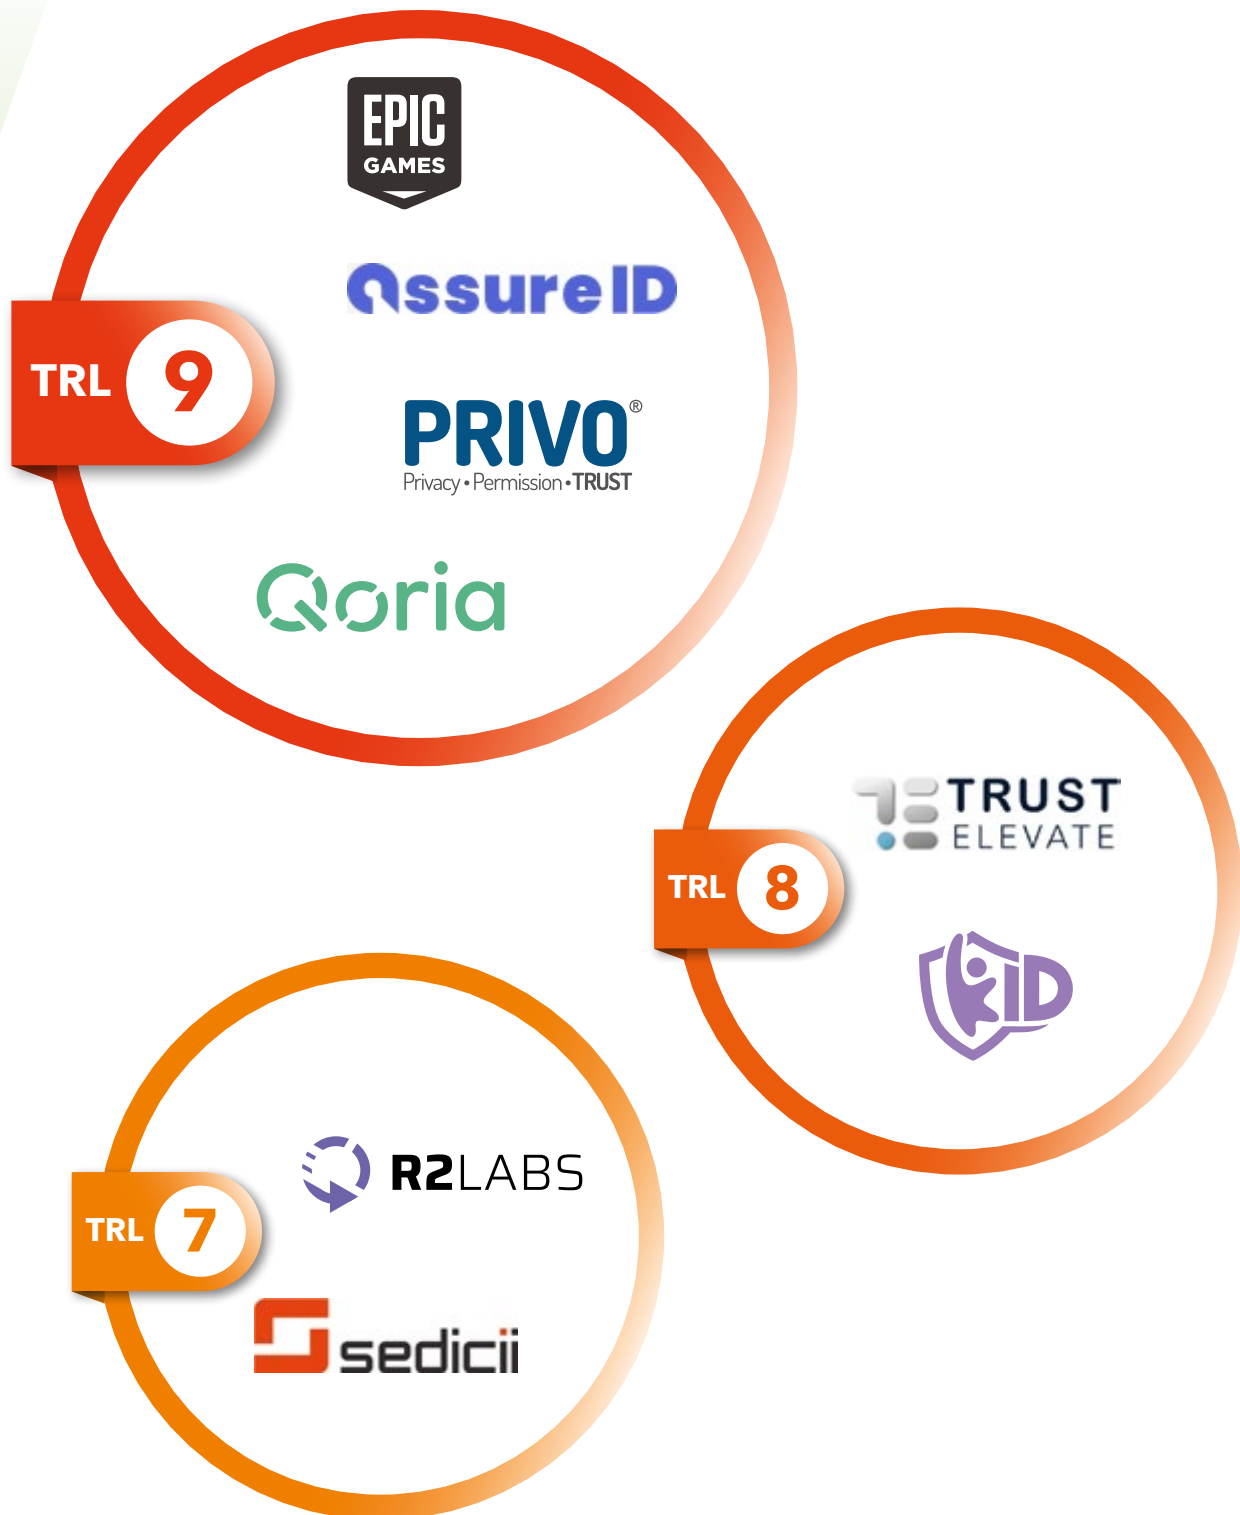 EPIC
GAMES
AssureID
TRL 9
PRIVO®
Privacy • Permission • TRUST
Qoria
TRUST
ELEVATE
TRL 8
KiD
R2LABS
TRL 7
sedicii